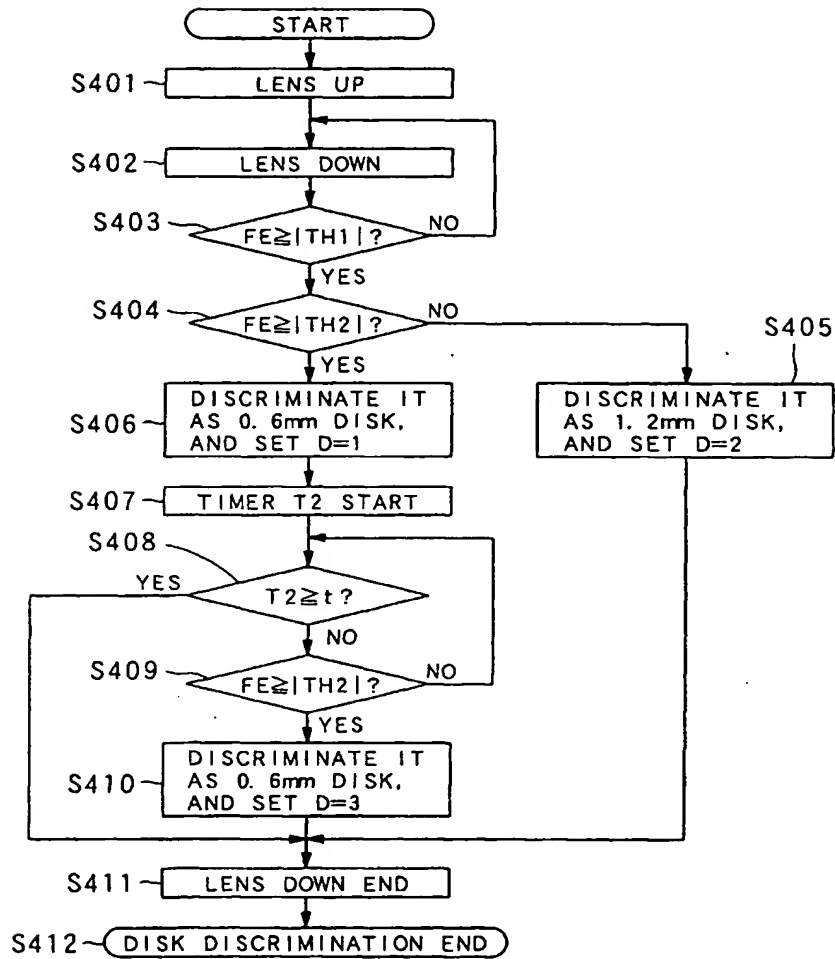 START
S401
LENS UP
S402
LENS DOWN
S403
FE≧|TH1|?
NO
YES
S404
FE≧|TH2|?
NO
YES
S405
DISCRIMINATE IT
AS 1. 2mm DISK,
AND SET D=2
S406
DISCRIMINATE IT
AS 0. 6mm DISK,
AND SET D=1
S407
TIMER T2 START
S408
YES
T2≧t?
NO
S409
FE≧|TH2|?
NO
YES
S410
DISCRIMINATE IT
AS 0. 6mm DISK,
AND SET D=3
S411
LENS DOWN END
S412
DISK DISCRIMINATION END